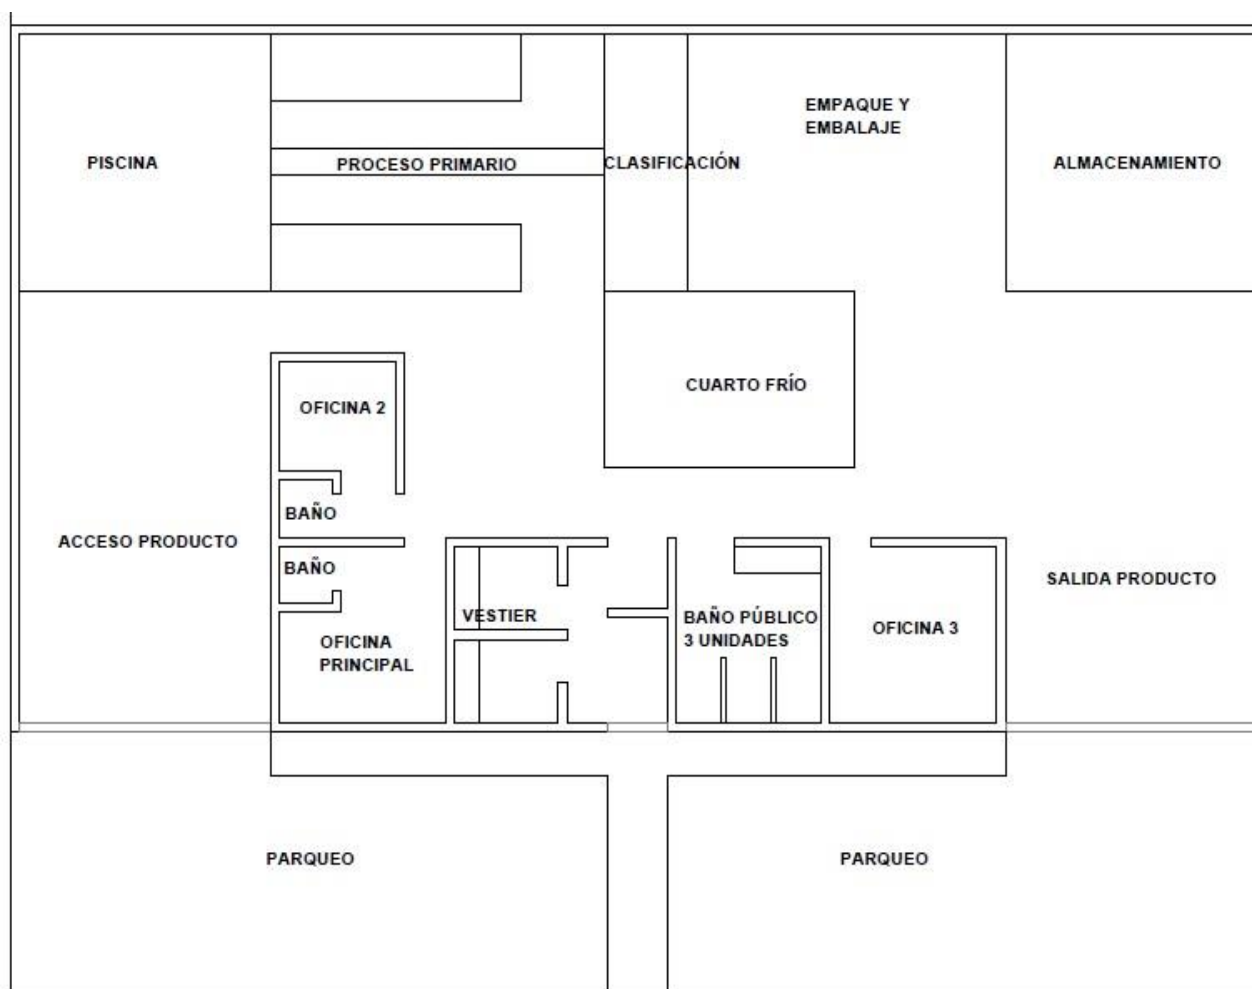 EMPAQUE Y
EMBALAJE
PISCINA
PROCESO PRIMARIO
CLASIFICACIÓN
ALMACENAMIENTO
CUARTO FRÍO
OFICINA 2
BAÑO
ACCESO PRODUCTO
BAÑO
SALIDA PRODUCTO
VESTIER
BAÑO PÚBLICO
3 UNIDADES
OFICINA 3
OFICINA
PRINCIPAL
PARQUEO
PARQUEO